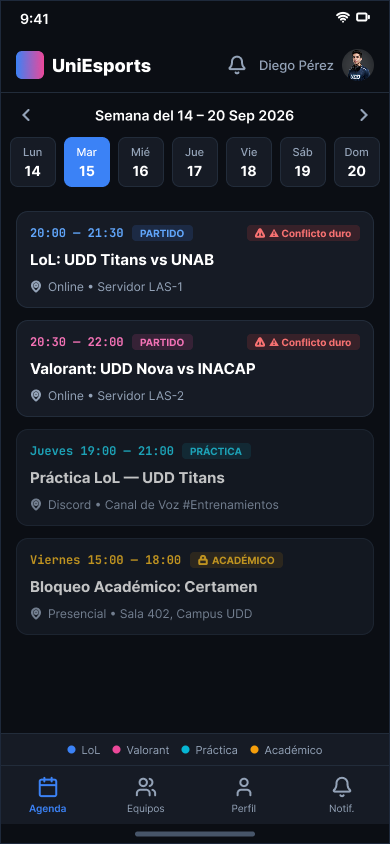 9:41
UniEsports
Diego Pérez
Semana del 14 – 20 Sep 2026
Lun Mar Mié Jue Vie Sáb Dom
14 15 16 17 18 19 20
20:00 — 21:30 PARTIDO ⚠ Conflicto duro
LoL: UDD Titans vs UNAB
Online • Servidor LAS-1
20:30 — 22:00 PARTIDO ⚠ Conflicto duro
Valorant: UDD Nova vs INACAP
Online • Servidor LAS-2
Jueves 19:00 — 21:00 PRÁCTICA
Práctica LoL — UDD Titans
Discord • Canal de Voz #Entrenamientos
Viernes 15:00 — 18:00 ACADÉMICO
Bloqueo Académico: Certamen
Presencial • Sala 402, Campus UDD
LoL Valorant Práctica Académico
Agenda Equipos Perfil Notif.